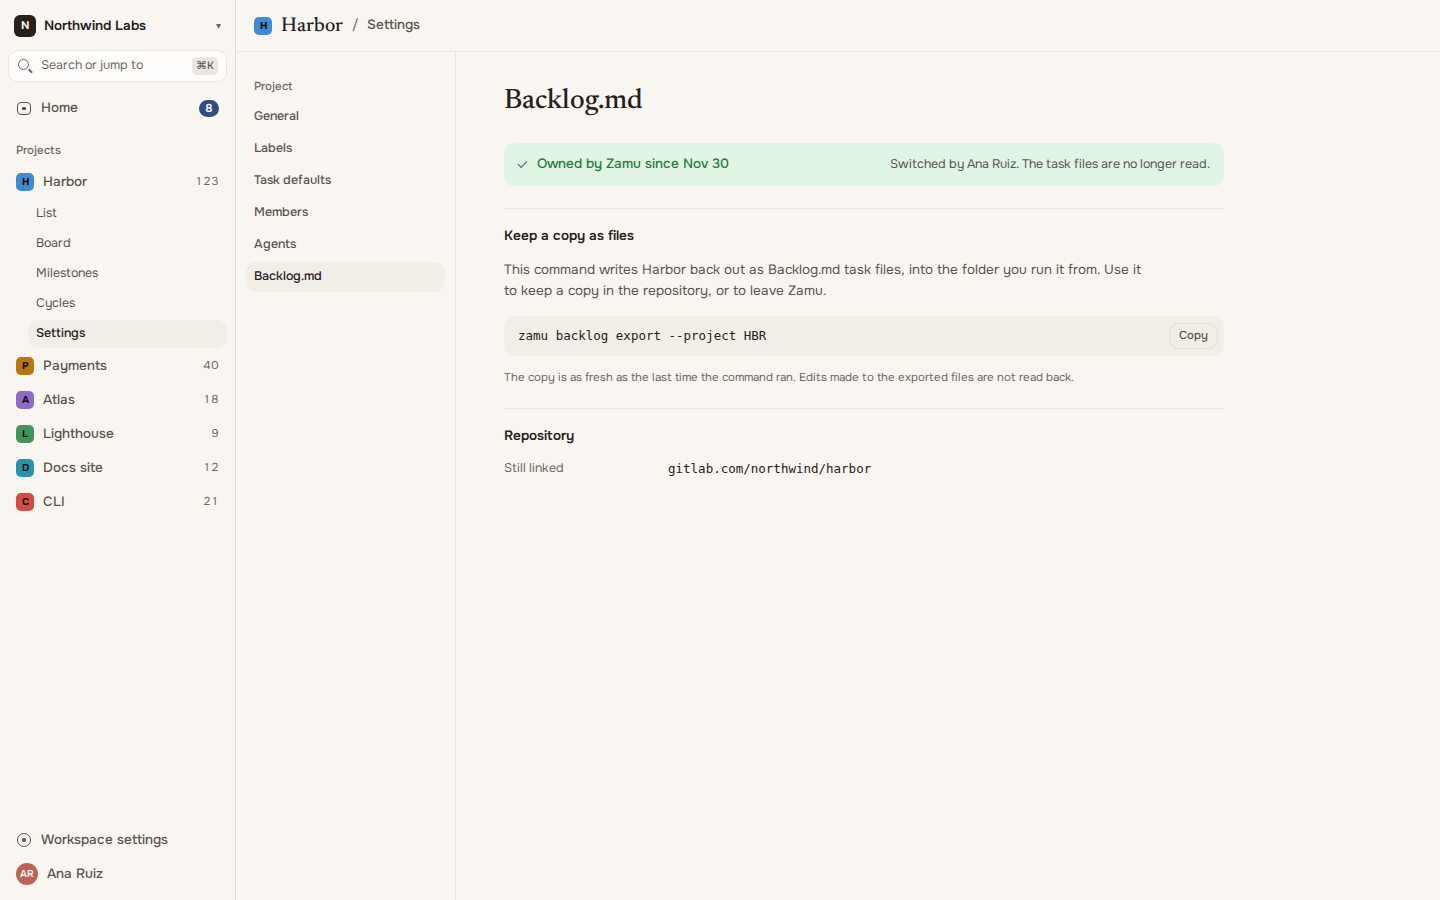 N Northwind Labs ▾
Search or jump to ⌘K
Home 8
Projects
H Harbor 123
List
Board
Milestones
Cycles
Settings
P Payments 40
A Atlas 18
L Lighthouse 9
D Docs site 12
C CLI 21
Workspace settings
AR Ana Ruiz
H Harbor / Settings
Project
General
Labels
Task defaults
Members
Agents
Backlog.md
Backlog.md
✓ Owned by Zamu since Nov 30 Switched by Ana Ruiz. The task files are no longer read.
Keep a copy as files
This command writes Harbor back out as Backlog.md task files, into the folder you run it from. Use it
to keep a copy in the repository, or to leave Zamu.
zamu backlog export --project HBR Copy
The copy is as fresh as the last time the command ran. Edits made to the exported files are not read back.
Repository
Still linked gitlab.com/northwind/harbor